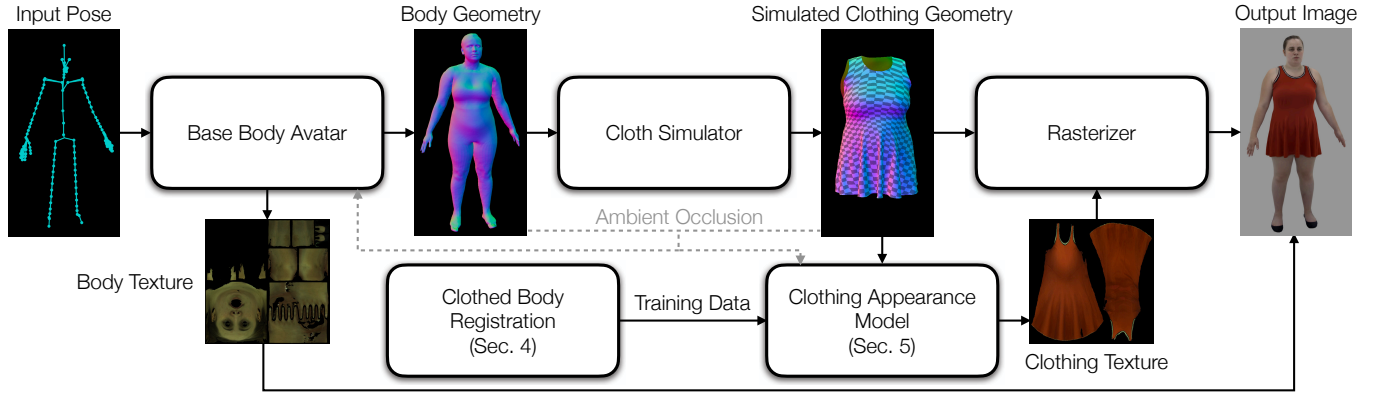 Input Pose
Body Geometry
Simulated Clothing Geometry
Output Image
Base Body Avatar
Cloth Simulator
Rasterizer
Ambient Occlusion
Body Texture
Clothed Body
Registration
(Sec. 4)
Training Data
Clothing Appearance
Model
(Sec. 5)
Clothing Texture